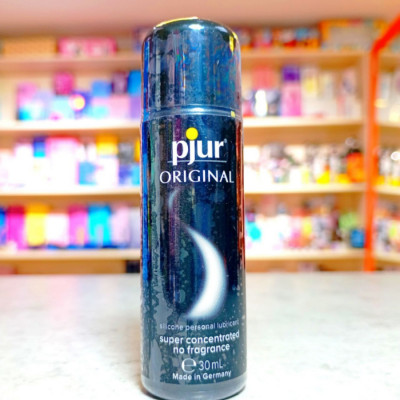 pjur
ORIGINAL
silicone personal lubricant
super concentrated
no fragrance
℮ 30mL
Made in Germany